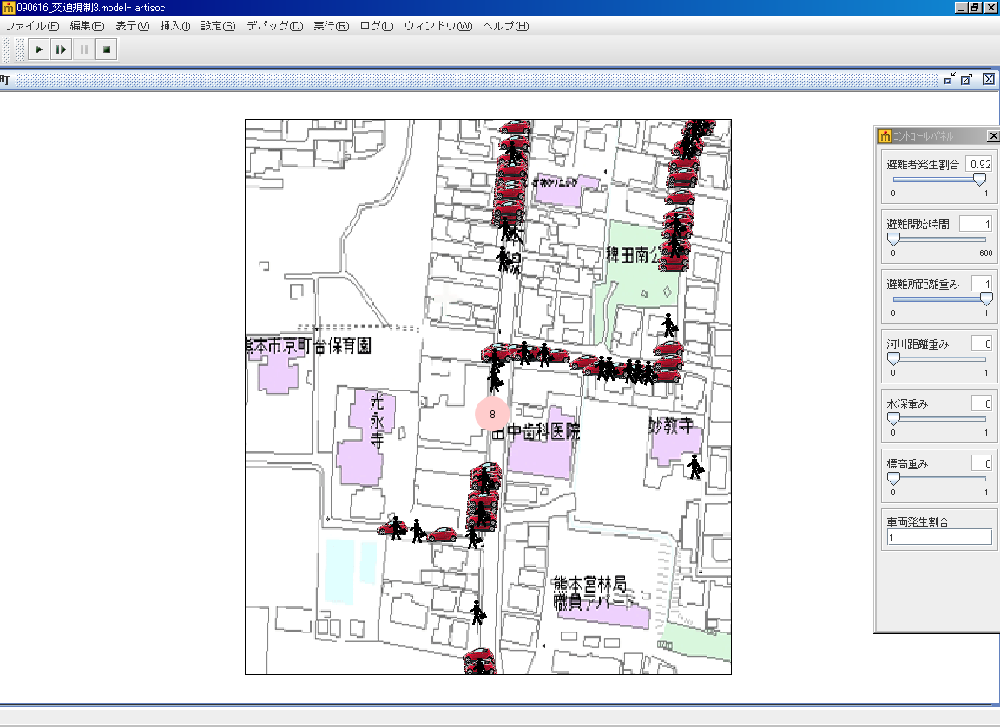 090616_交通規制3.model- artisoc
ファイル(F) 編集(E) 表示(V) 挿入(I) 設定(S) デバッグ(D) 実行(R) ログ(L) ウィンドウ(W) ヘルプ(H)
町
コントロールパネル
避難者発生割合 0.92
0 1
避難開始時間 1
0 600
避難所距離重み 1
0 1
河川距離重み 0
0 1
水深重み 0
0 1
標高重み 0
0 1
車両発生割合
1
稗田南公
熊本市京町台保育園
光永寺
8
田中歯科医院
妙教寺
熊本営林局
職員アパート